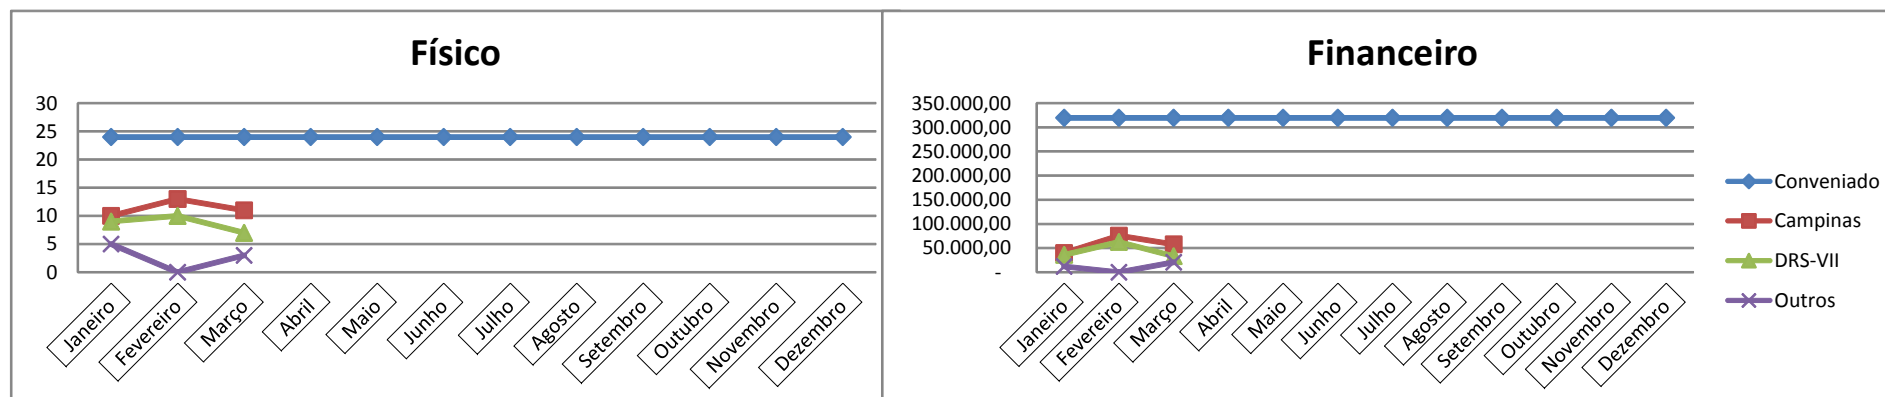 Físico
30
25
20
15
10
5
0
Janeiro
Fevereiro
Março
Abril
Maio
Junho
Julho
Agosto
Setembro
Outubro
Novembro
Dezembro
Financeiro
350.000,00
300.000,00
250.000,00
200.000,00
150.000,00
100.000,00
50.000,00
-
Janeiro
Fevereiro
Março
Abril
Maio
Junho
Julho
Agosto
Setembro
Outubro
Novembro
Dezembro
Conveniado
Campinas
DRS-VII
Outros